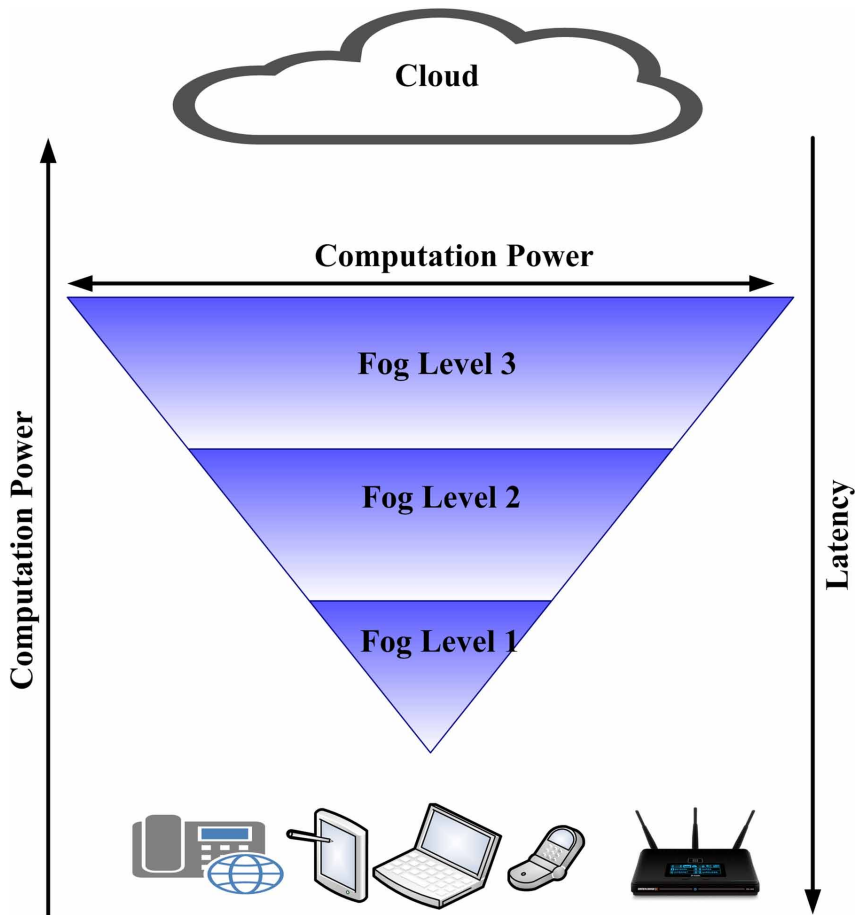 Cloud
Computation Power
Fog Level 3
Fog Level 2
Fog Level 1
Computation Power
Latency